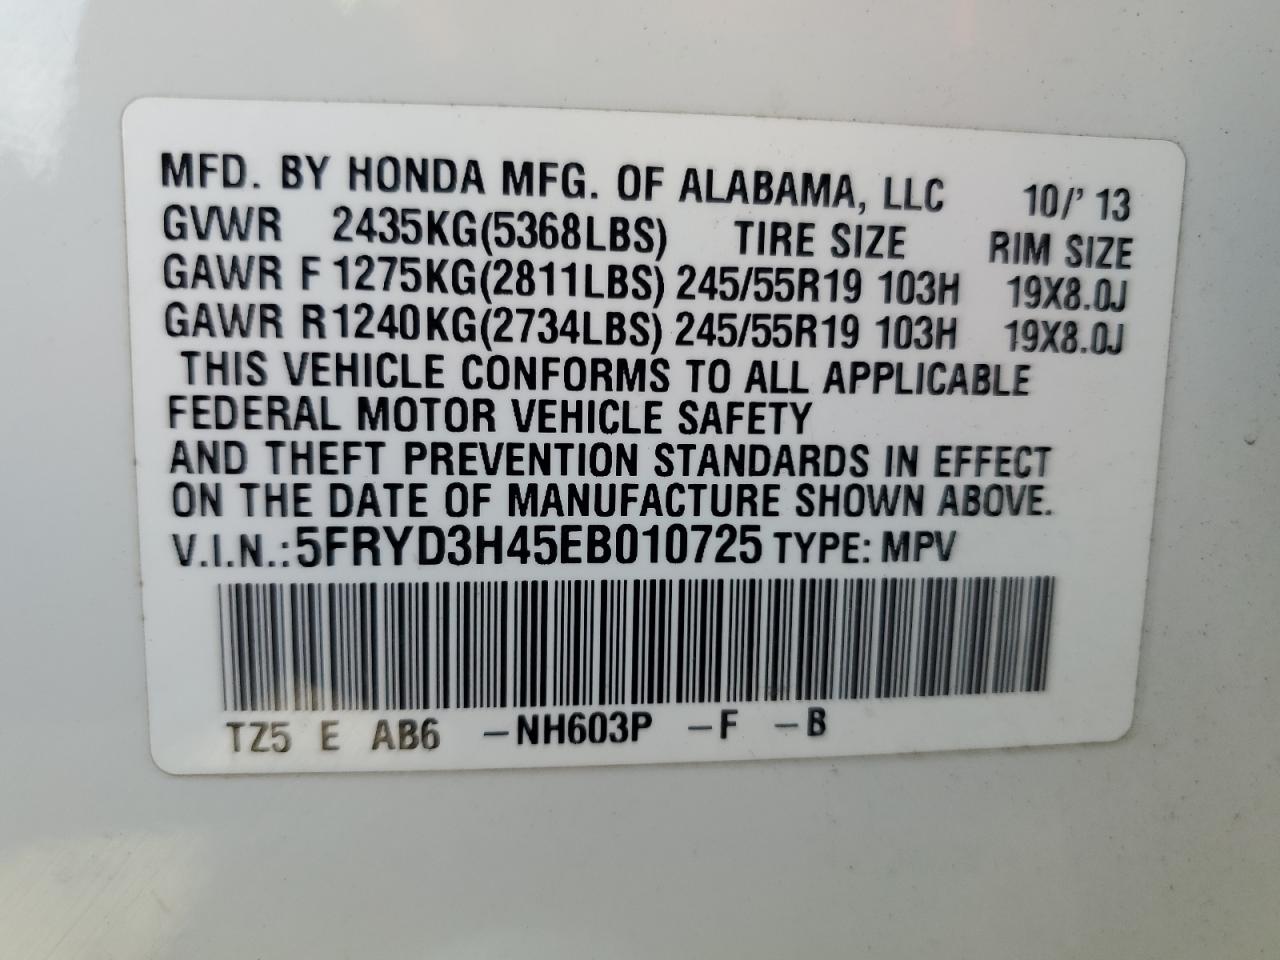 MFD. BY HONDA MFG. OF ALABAMA, LLC 10/' 13
GVWR 2435KG(5368LBS) TIRE SIZE RIM SIZE
GAWR F 1275KG(2811LBS) 245/55R19 103H 19X8.0J
GAWR R1240KG(2734LBS) 245/55R19 103H 19X8.0J
THIS VEHICLE CONFORMS TO ALL APPLICABLE
FEDERAL MOTOR VEHICLE SAFETY
AND THEFT PREVENTION STANDARDS IN EFFECT
ON THE DATE OF MANUFACTURE SHOWN ABOVE.
V.I.N.:5FRYD3H45EB010725 TYPE: MPV
TZ5 E AB6 -NH603P -F -B